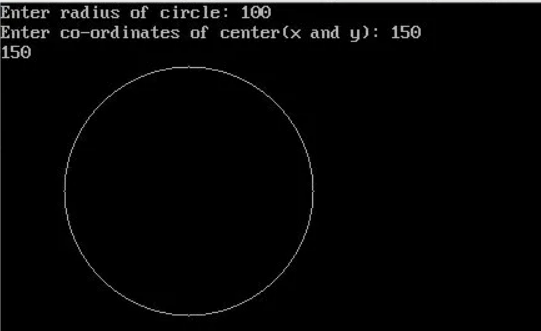 Enter radius of circle: 100
Enter co-ordinates of center(x and y): 150
150